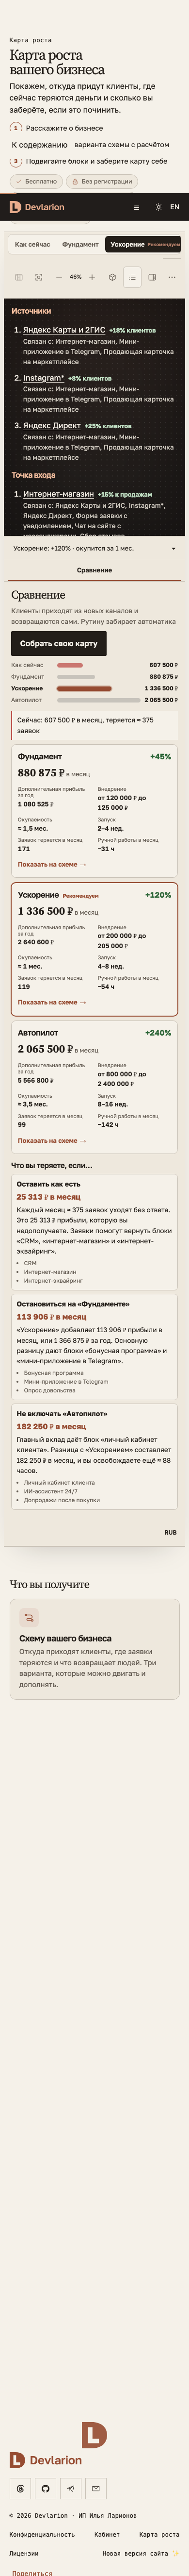 Карта роста
Карта роста
вашего бизнеса
Покажем, откуда придут клиенты, где
сейчас теряются деньги и сколько вы
заберёте, если это починить.
1 Расскажите о бизнесе
К содержанию варианта схемы с расчётом
3 Подвигайте блоки и заберите карту себе
Бесплатно Без регистрации
Devlarion EN
Как сейчас Фундамент Ускорение Рекомендуем
46%
Источники
1. Яндекс Карты и 2ГИС +18% клиентов
Связан с: Интернет-магазин, Мини-
приложение в Telegram, Продающая карточка
на маркетплейсе
2. Instagram* +8% клиентов
Связан с: Интернет-магазин, Мини-
приложение в Telegram, Продающая карточка
на маркетплейсе
3. Яндекс Директ +25% клиентов
Связан с: Интернет-магазин, Мини-
приложение в Telegram, Продающая карточка
на маркетплейсе
Точка входа
1. Интернет-магазин +15% к продажам
Связан с: Яндекс Карты и 2ГИС, Instagram*,
Яндекс Директ, Форма заявки с
уведомлением, Чат на сайте с
Ускорение: +120% · окупится за 1 мес.
Сравнение
Сравнение
Клиенты приходят из новых каналов и
возвращаются сами. Рутину забирает автоматика
Собрать свою карту
Как сейчас 607 500 ₽
Фундамент 880 875 ₽
Ускорение 1 336 500 ₽
Автопилот 2 065 500 ₽
Сейчас: 607 500 ₽ в месяц, теряется ≈ 375
заявок
Фундамент +45%
880 875 ₽ в месяц
Дополнительная прибыль
за год
1 080 525 ₽
Внедрение
от 120 000 ₽ до
125 000 ₽
Окупаемость
≈ 1,5 мес.
Запуск
2–4 нед.
Заявок теряется в месяц
171
Ручной работы в месяц
−31 ч
Показать на схеме →
Ускорение Рекомендуем +120%
1 336 500 ₽ в месяц
Дополнительная прибыль
за год
2 640 600 ₽
Внедрение
от 200 000 ₽ до
205 000 ₽
Окупаемость
≈ 1 мес.
Запуск
4–8 нед.
Заявок теряется в месяц
119
Ручной работы в месяц
−54 ч
Показать на схеме →
Автопилот +240%
2 065 500 ₽ в месяц
Дополнительная прибыль
за год
5 566 800 ₽
Внедрение
от 800 000 ₽ до
2 400 000 ₽
Окупаемость
≈ 3,5 мес.
Запуск
8–16 нед.
Заявок теряется в месяц
99
Ручной работы в месяц
−142 ч
Показать на схеме →
Что вы теряете, если…
Оставить как есть
25 313 ₽ в месяц
Каждый месяц ≈ 375 заявок уходят без ответа.
Это 25 313 ₽ прибыли, которую вы
недополучаете. Заявки помогут вернуть блоки
«CRM», «интернет-магазин» и «интернет-
эквайринг».
• CRM
• Интернет-магазин
• Интернет-эквайринг
Остановиться на «Фундаменте»
113 906 ₽ в месяц
«Ускорение» добавляет 113 906 ₽ прибыли в
месяц, или 1 366 875 ₽ за год. Основную
разницу дают блоки «бонусная программа» и
«мини-приложение в Telegram».
• Бонусная программа
• Мини-приложение в Telegram
• Опрос довольства
Не включать «Автопилот»
182 250 ₽ в месяц
Главный вклад даёт блок «личный кабинет
клиента». Разница с «Ускорением» составляет
182 250 ₽ в месяц, и вы освобождаете ещё ≈ 88
часов.
• Личный кабинет клиента
• ИИ-ассистент 24/7
• Допродажи после покупки
RUB
Что вы получите
Схему вашего бизнеса
Откуда приходят клиенты, где заявки
теряются и что возвращает людей. Три
варианта, которые можно двигать и
дополнять.
Devlarion
© 2026 Devlarion · ИП Илья Ларионов
Конфиденциальность Кабинет Карта роста
Лицензии Новая версия сайта ✨
Поделиться